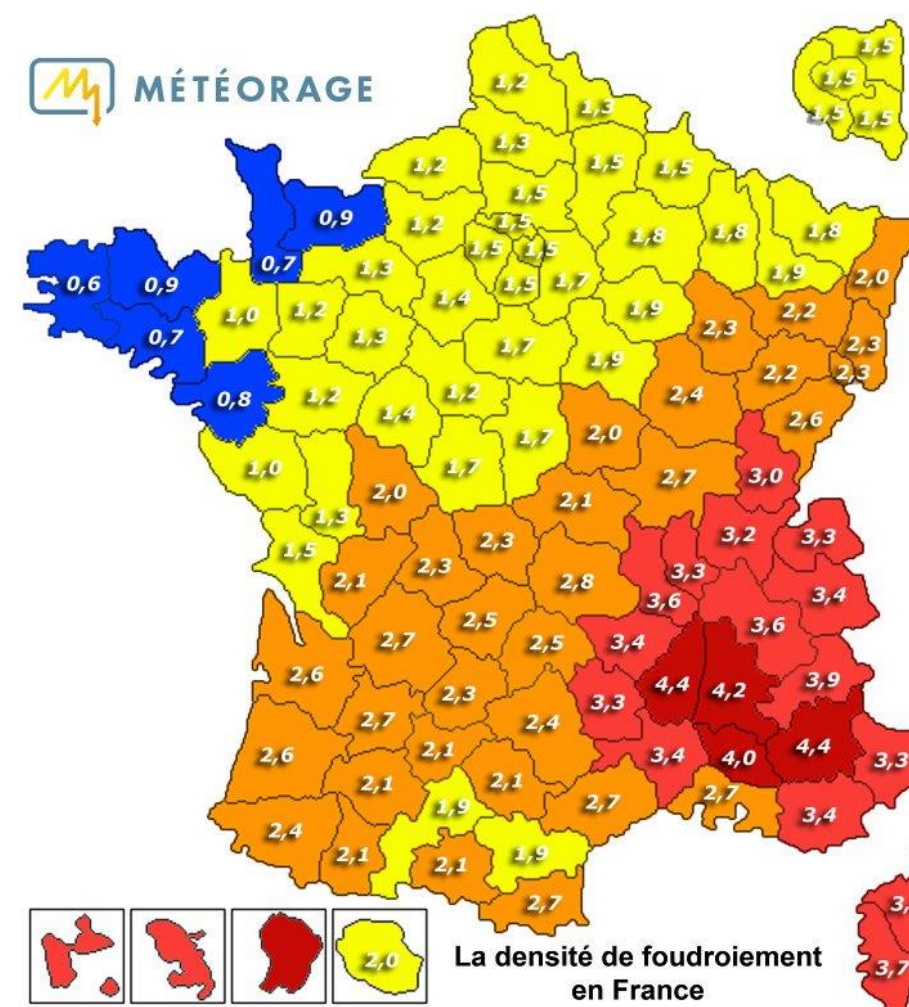 MÉTÉORAGE
1,5
1,5
1,5 1,5
1,2
1,3
1,3
1,2 1,5 1,5
1,5
0,9 1,2 1,5 1,8 1,8 1,8
0,7 1,3 1,5 1,5 1,9 2,0
0,6 0,9 1,4 1,5 1,7
1,0 1,2 1,9 2,2
0,7 1,3 1,7 2,3 2,3
1,9 2,2 2,3
0,8 1,2 1,4 1,2 2,4 2,6
1,7 2,0
1,0 2,0 1,7 2,7 3,0
1,3 2,1
1,5 2,3 3,2 3,3
2,1 2,3 2,8 3,3
3,6 3,4
2,7 2,5 2,5 3,4 3,6
2,6 2,3 4,4 4,2 3,9
2,7 2,4 3,3
2,6 2,1 3,4 4,0 4,4 3,3
2,1 2,1
1,9 2,7 2,7 3,4
2,4 2,1 2,1 1,9
2,7 3,
2,0 3,7
La densité de foudroiement
en France